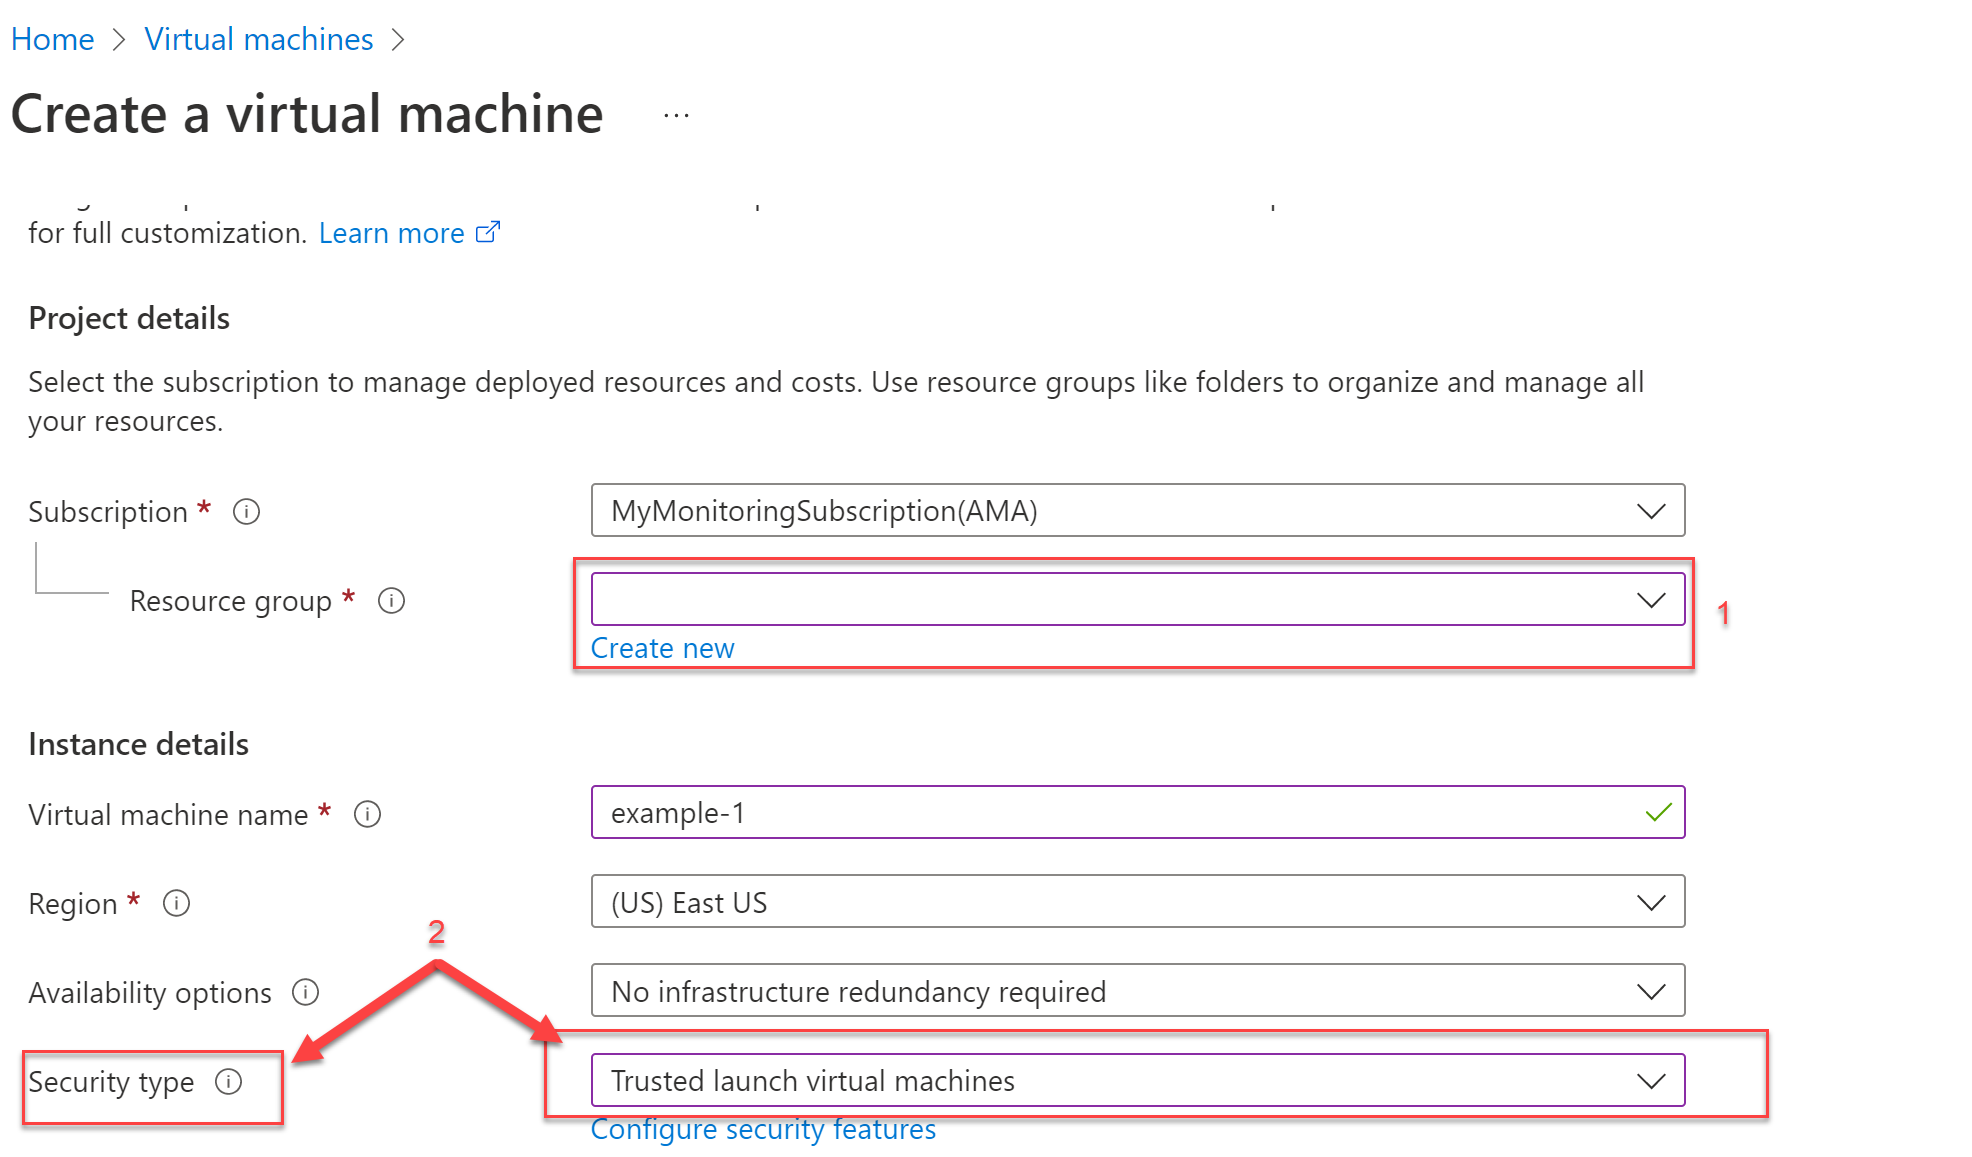 Home > Virtual machines >
Create a virtual machine ...
for full customization. Learn more
Project details
Select the subscription to manage deployed resources and costs. Use resource groups like folders to organize and manage all
your resources.
Subscription *
MyMonitoringSubscription(AMA)
Resource group *
1
Create new
Instance details
Virtual machine name *
example-1
Region *
(US) East US
2
Availability options
No infrastructure redundancy required
Security type
Trusted launch virtual machines
Configure security features